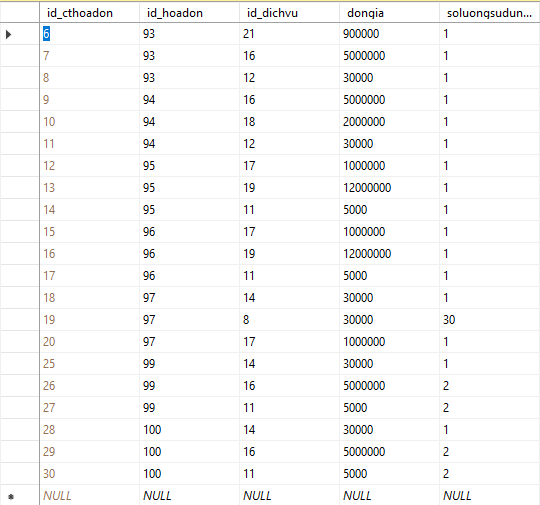 id_cthoadon id_hoadon id_dichvu dongia soluongsudun...
6 93 21 900000 1
7 93 16 5000000 1
8 93 12 30000 1
9 94 16 5000000 1
10 94 18 2000000 1
11 94 12 30000 1
12 95 17 1000000 1
13 95 19 12000000 1
14 95 11 5000 1
15 96 17 1000000 1
16 96 19 12000000 1
17 96 11 5000 1
18 97 14 30000 1
19 97 8 30000 30
20 97 17 1000000 1
25 99 14 30000 1
26 99 16 5000000 2
27 99 11 5000 2
28 100 14 30000 1
29 100 16 5000000 2
30 100 11 5000 2
NULL NULL NULL NULL NULL